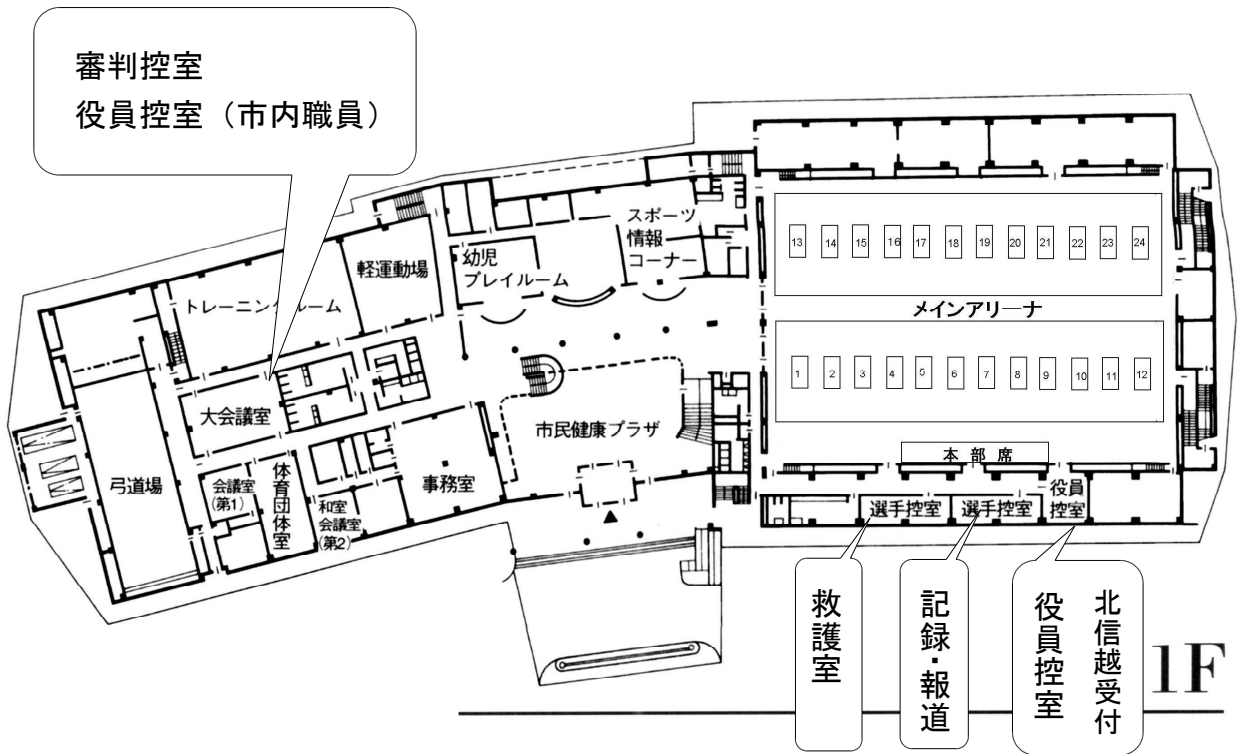 審判控室
役員控室（市内職員）
スポーツ
情報
コーナー
幼児
プレイルーム
軽運動場
トレーニングルーム
13 14 15 16 17 18 19 20 21 22 23 24
メインアリーナ
1 2 3 4 5 6 7 8 9 10 11 12
大会議室
市民健康プラザ
本部席
弓道場
会議室
(第1)
体育団体室
和室
会議室
(第2)
事務室
選手控室
選手控室
役員
控室
救護室
記録・報道
北信越受付
役員控室
1F